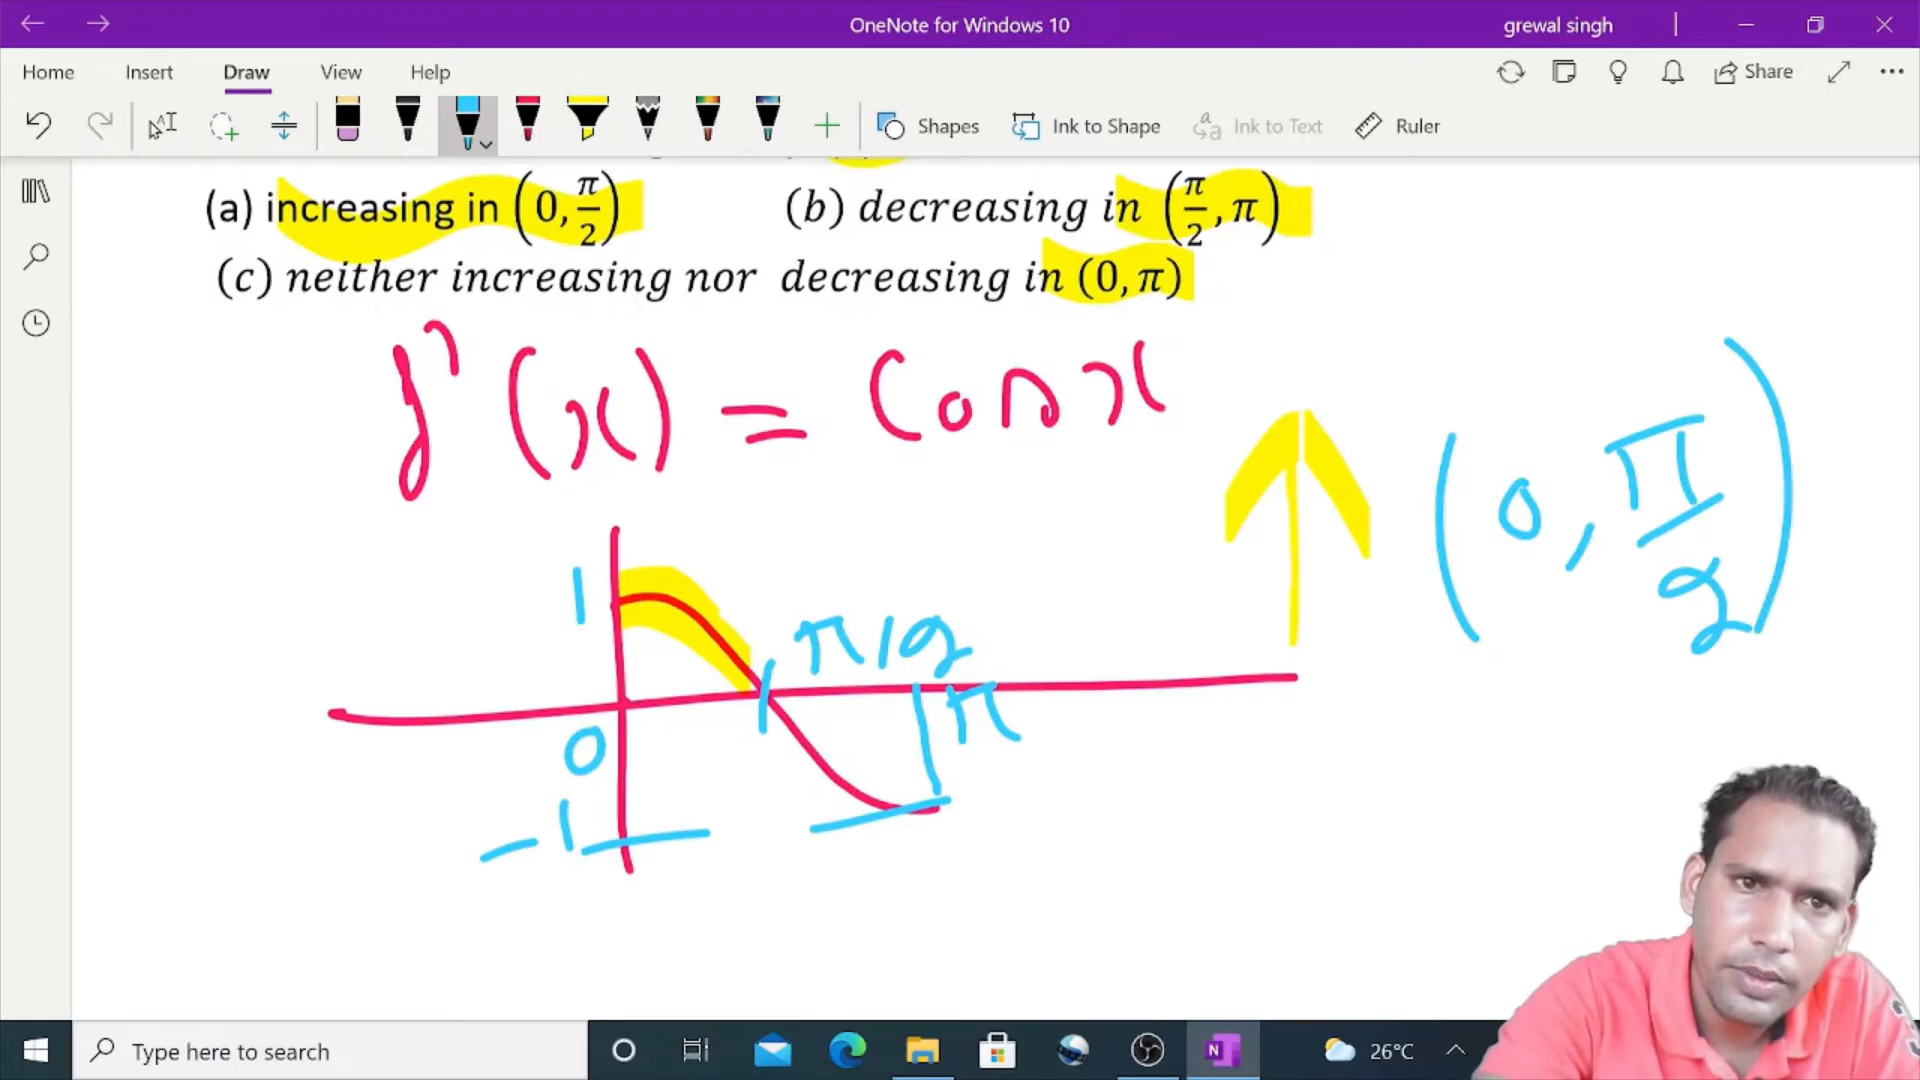 OneNote for Windows 10
grewal singh
Home Insert Draw View Help
Share
Shapes Ink to Shape Ink to Text Ruler
(a) increasing in (0, π/2) (b) decreasing in (π/2, π)
(c) neither increasing nor decreasing in (0, π)
f'(x) = Cos x
(0, π/2)
1
π/2
π
0
-1
Type here to search
26°C